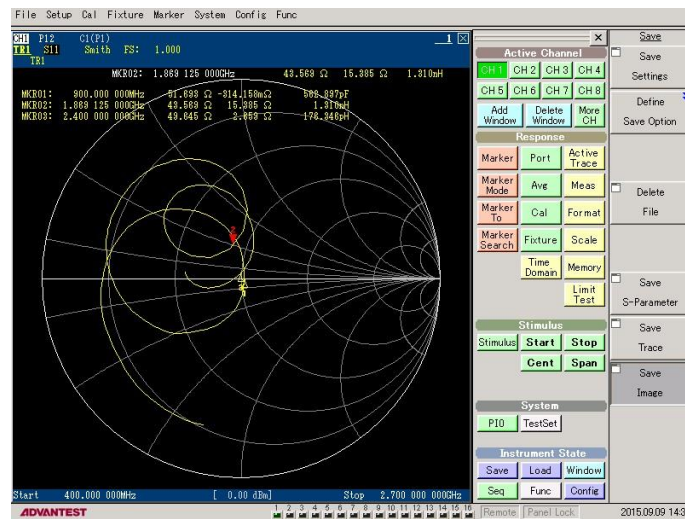 File Setup Cal Fixture Marker System Config Func
CH1 P12 C1(P1) 1
TR1 S11 Smith FS: 1.000
TR1
MKR02: 1.869 125 000GHz 43.569 Ω 15.385 Ω 1.310nH
MKR01: 900.000 000MHz 51.693 Ω -314.158mΩ
MKR02: 1.869 125 000GHz 43.569 Ω 15.385 Ω 1.310nH
MKR03: 2.400 000 000GHz
Start 400.000 000MHz [ 0.00 dBm] Stop 2.700 000 000GHz
ADVANTEST
1 2 3 4 5 6 7 8 9 10 11 12 13 14 15 16
Active Channel
CH 1 CH 2 CH 3 CH 4
CH 5 CH 6 CH 7 CH 8
Add Window Delete Window More CH
Response
Marker Port Active Trace
Marker Mode Avg Meas
Marker To Cal Format
Marker Search Fixture Scale
Time Domain Memory
Limit Test
Stimulus
Stimulus Start Stop
Cent Span
System
PIO TestSet
Instrument State
Save Load Window
Seq Func Config
Remote Panel Lock
Save
Save
Settings
Define
Save Option
Delete
File
Save
S-Parameter
Save
Trace
Save
Image
2015.09.09 14:3